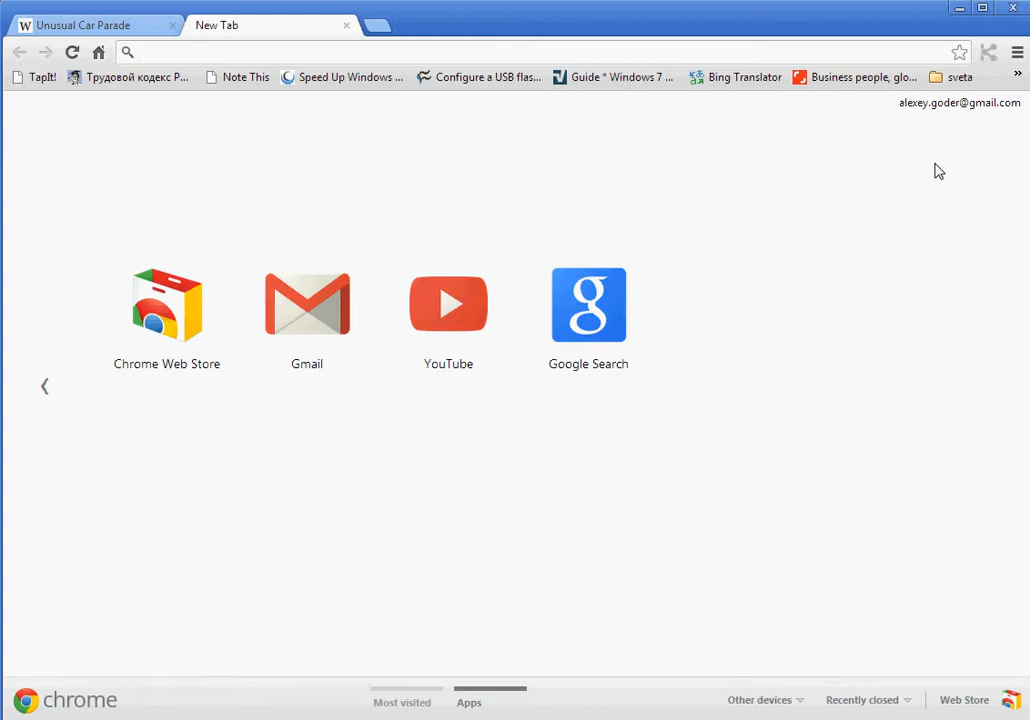 W Unusual Car Parade
New Tab
TapIt!
Трудовой кодекс Р...
Note This
Speed Up Windows ...
Configure a USB flas...
Guide * Windows 7 ...
Bing Translator
Business people, glo...
sveta
alexey.goder@gmail.com
Chrome Web Store
Gmail
YouTube
g
Google Search
chrome
Most visited
Apps
Other devices
Recently closed
Web Store